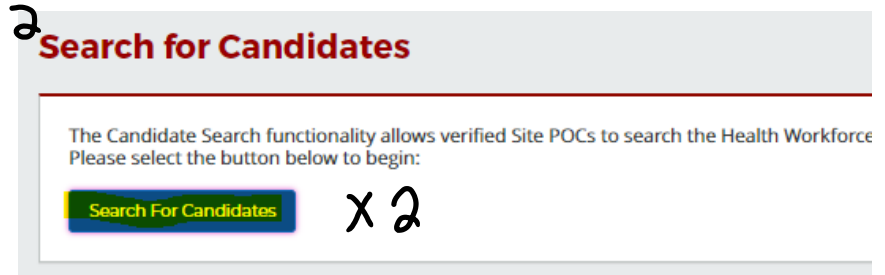 2
Search for Candidates
The Candidate Search functionality allows verified Site POCs to search the Health Workforce
Please select the button below to begin:
Search For Candidates X 2